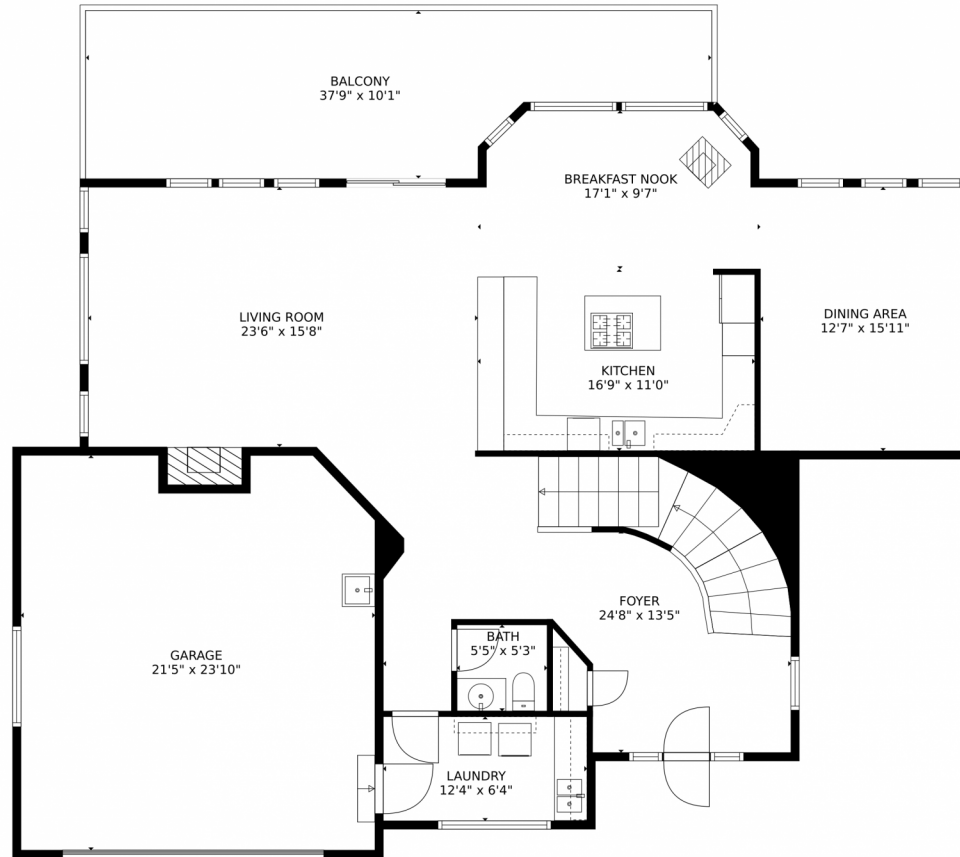 BALCONY
37'9" x 10'1"
BREAKFAST NOOK
17'1" x 9'7"
LIVING ROOM
23'6" x 15'8"
DINING AREA
12'7" x 15'11"
KITCHEN
16'9" x 11'0"
FOYER
24'8" x 13'5"
BATH
5'5" x 5'3"
GARAGE
21'5" x 23'10"
LAUNDRY
12'4" x 6'4"